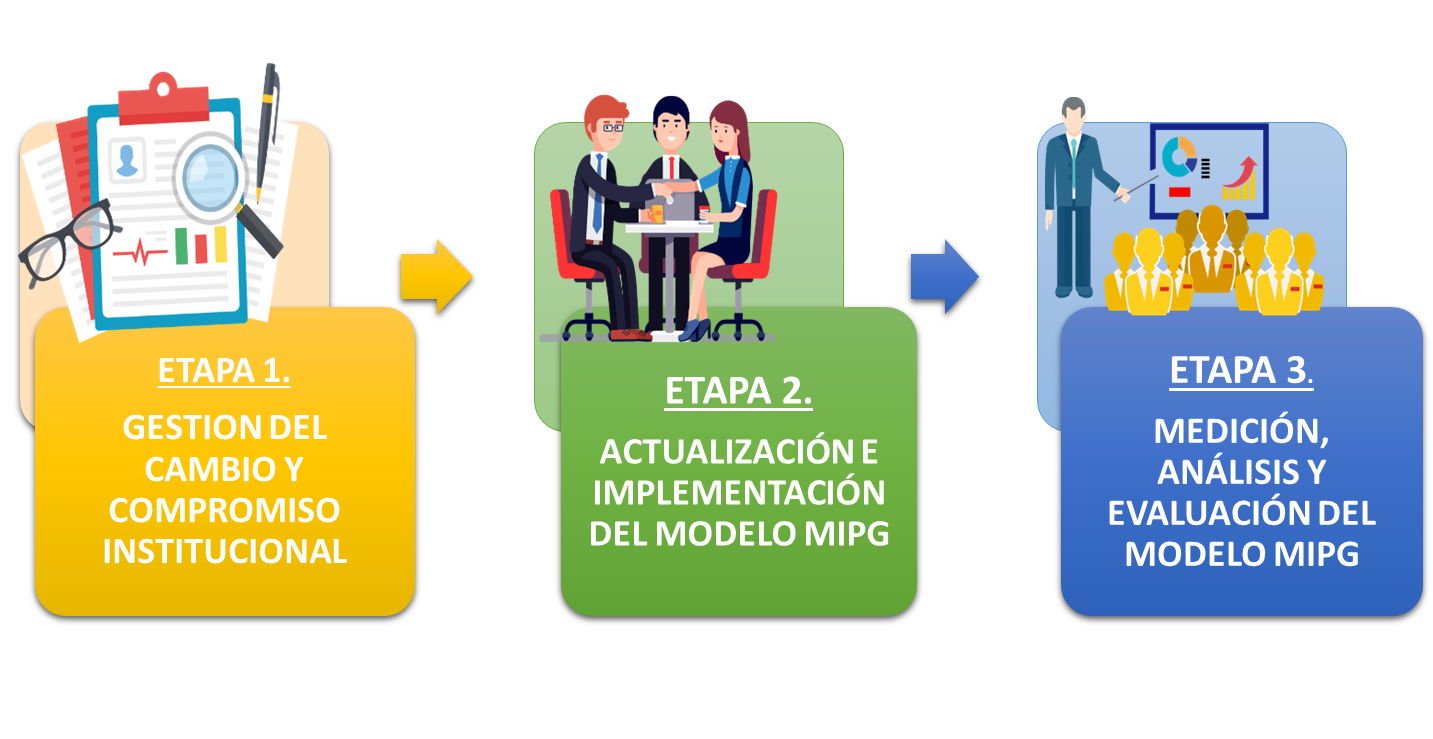 ETAPA 1.
GESTION DEL
CAMBIO Y
COMPROMISO
INSTITUCIONAL
ETAPA 2.
ACTUALIZACIÓN E
IMPLEMENTACIÓN
DEL MODELO MIPG
ETAPA 3.
MEDICIÓN,
ANÁLISIS Y
EVALUACIÓN DEL
MODELO MIPG